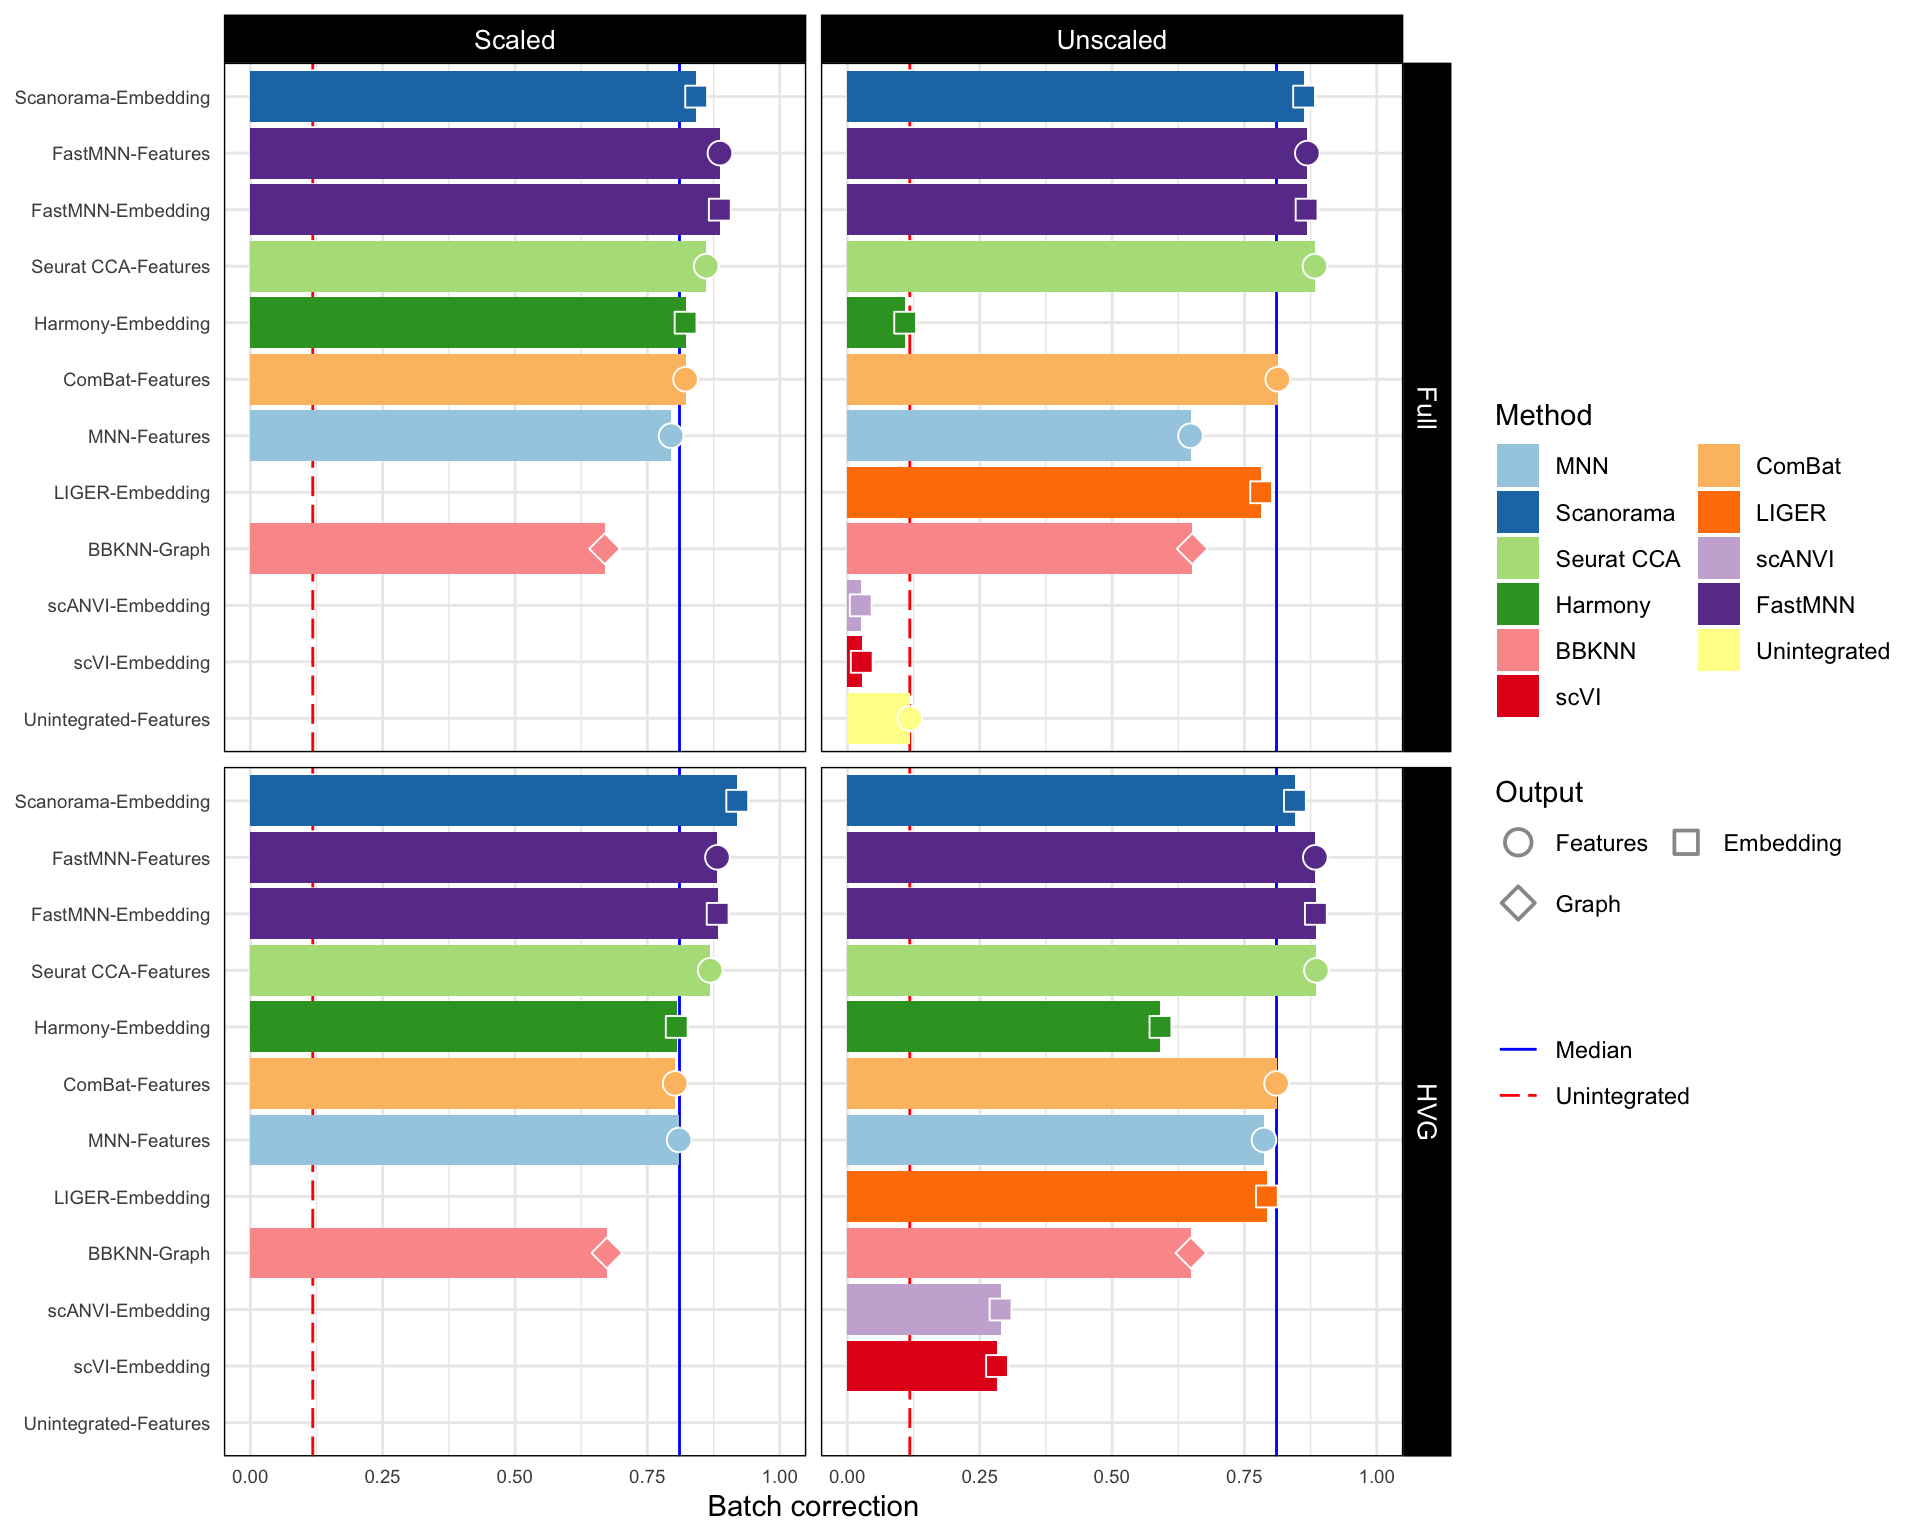 Scaled
Unscaled
Scanorama-Embedding
FastMNN-Features
FastMNN-Embedding
Seurat CCA-Features
Harmony-Embedding
ComBat-Features
MNN-Features
LIGER-Embedding
BBKNN-Graph
scANVI-Embedding
scVI-Embedding
Unintegrated-Features
Full
Scanorama-Embedding
FastMNN-Features
FastMNN-Embedding
Seurat CCA-Features
Harmony-Embedding
ComBat-Features
MNN-Features
LIGER-Embedding
BBKNN-Graph
scANVI-Embedding
scVI-Embedding
Unintegrated-Features
HVG
0.00 0.25 0.50 0.75 1.00 0.00 0.25 0.50 0.75 1.00
Batch correction
Method
MNN ComBat
Scanorama LIGER
Seurat CCA scANVI
Harmony FastMNN
BBKNN Unintegrated
scVI
Output
Features Embedding
Graph
Median
Unintegrated